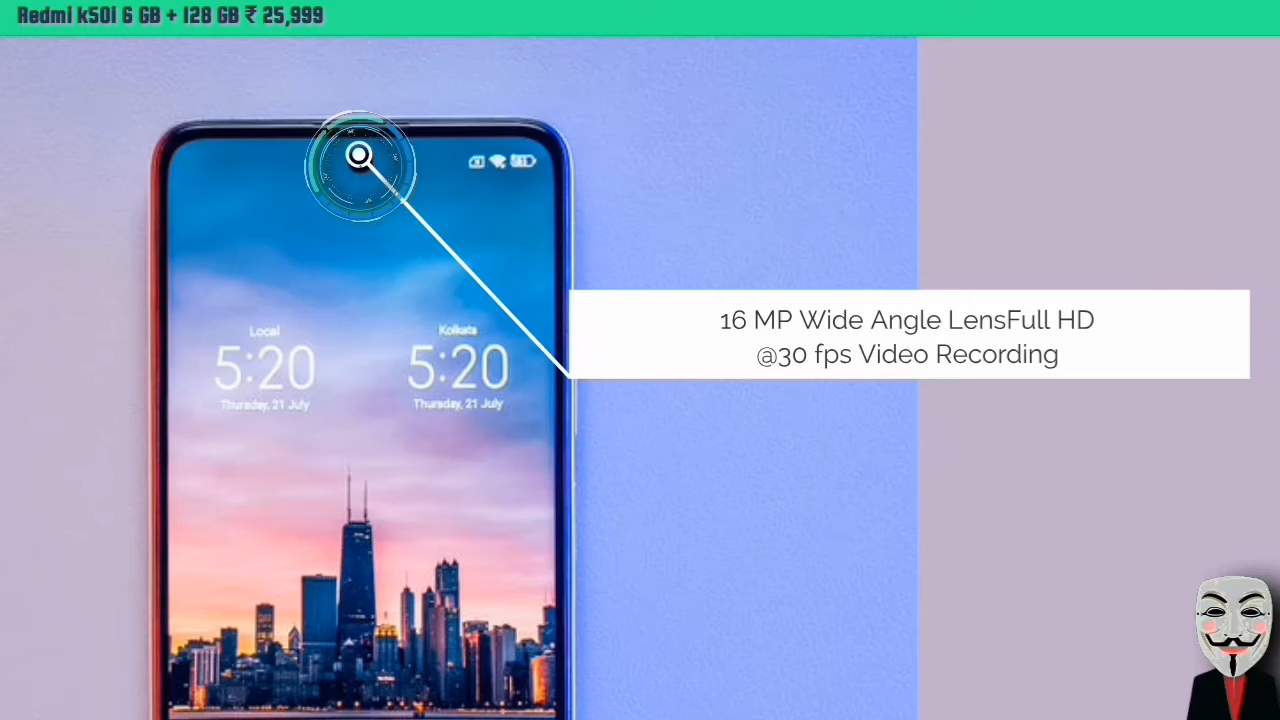 Redmi k50i 6 GB + 128 GB ₹ 25,999
16 MP Wide Angle LensFull HD
@30 fps Video Recording
Local
5:20
Thursday, 21 July
Kolkata
5:20
Thursday, 21 July